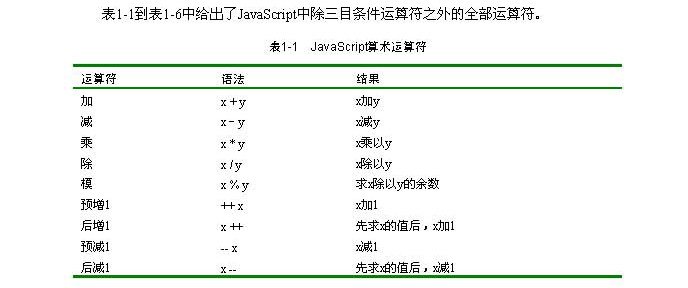 表1-1到表1-6中给出了JavaScript中除三目条件运算符之外的全部运算符。
表1-1 JavaScript算术运算符
运算符 语法 结果
加 x + y x加y
减 x - y x减y
乘 x * y x乘以y
除 x / y x除以y
模 x % y 求x除以y的余数
预增1 ++ x x加1
后增1 x ++ 先求x的值后，x加1
预减1 -- x x减1
后减1 x -- 先求x的值后，x减1